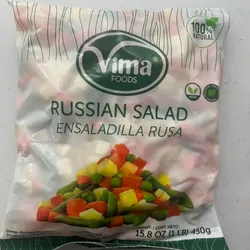 100%
NATURAL
Vima
FOODS
RUSSIAN SALAD
ENSALADILLA RUSA
15.8 OZ (1 LB) 450g